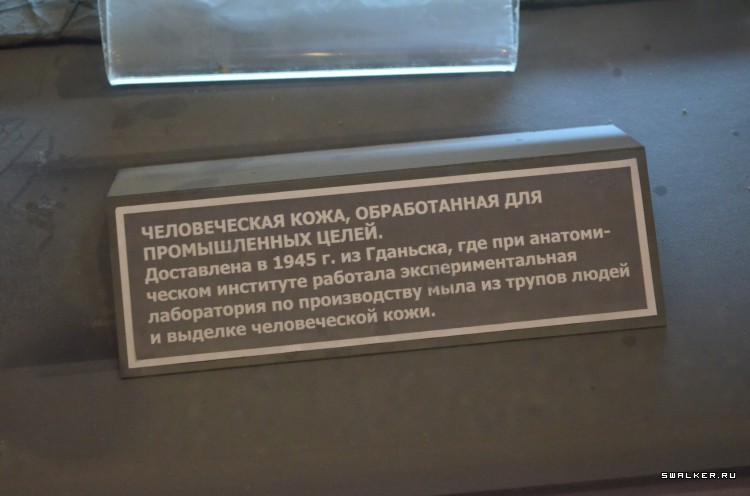 ЧЕЛОВЕЧЕСКАЯ КОЖА, ОБРАБОТАННАЯ ДЛЯ
ПРОМЫШЛЕННЫХ ЦЕЛЕЙ.
Доставлена в 1945 г. из Гданьска, где при анатоми-
ческом институте работала экспериментальная
лаборатория по производству мыла из трупов людей
и выделке человеческой кожи.
SWALKER.RU